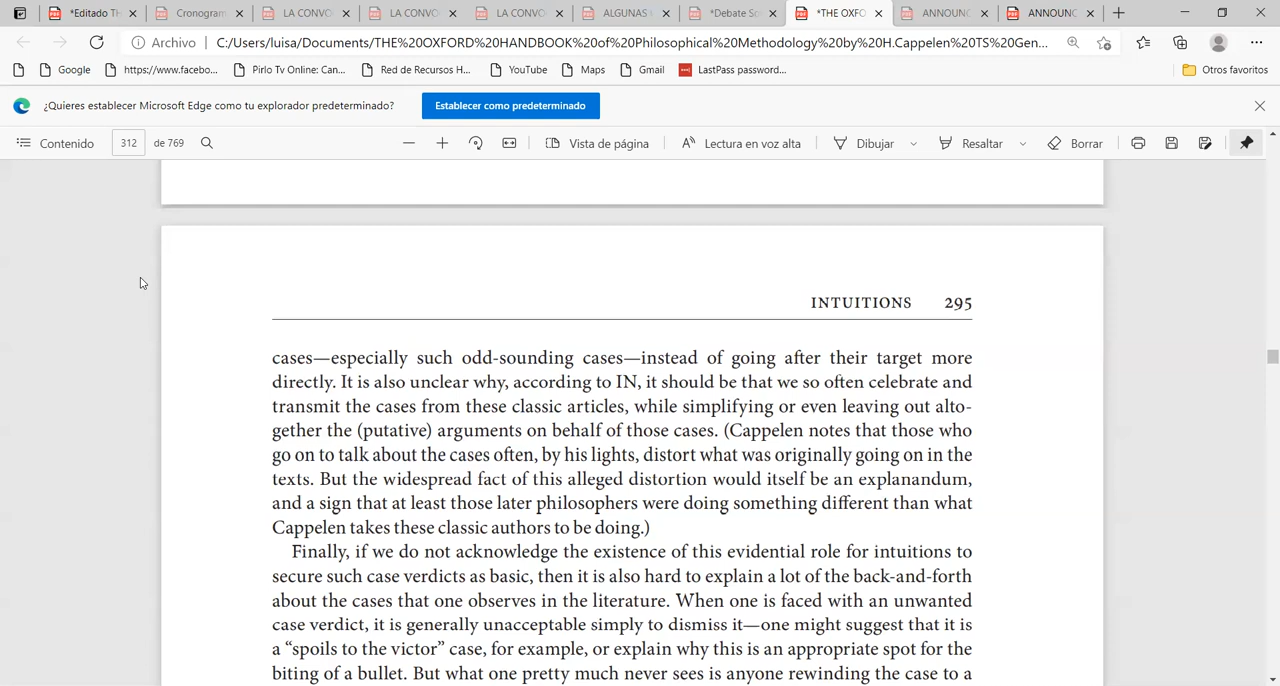 *Editado TH
Cronogram
LA CONVO
LA CONVO
LA CONVO
ALGUNAS
*Debate So
*THE OXFO
ANNOUNC
ANNOUNC
Archivo
C:/Users/luisa/Documents/THE%20OXFORD%20HANDBOOK%20of%20Philosophical%20Methodology%20by%20H.Cappelen%20TS%20Gen...
Google
https://www.facebo...
Pirlo Tv Online: Can...
Red de Recursos H...
YouTube
Maps
Gmail
LastPass password...
Otros favoritos
¿Quieres establecer Microsoft Edge como tu explorador predeterminado?
Establecer como predeterminado
Contenido
312
de 769
Vista de página
Lectura en voz alta
Dibujar
Resaltar
Borrar
INTUITIONS 295
cases—especially such odd-sounding cases—instead of going after their target more
directly. It is also unclear why, according to IN, it should be that we so often celebrate and
transmit the cases from these classic articles, while simplifying or even leaving out alto-
gether the (putative) arguments on behalf of those cases. (Cappelen notes that those who
go on to talk about the cases often, by his lights, distort what was originally going on in the
texts. But the widespread fact of this alleged distortion would itself be an explanandum,
and a sign that at least those later philosophers were doing something different than what
Cappelen takes these classic authors to be doing.)
Finally, if we do not acknowledge the existence of this evidential role for intuitions to
secure such case verdicts as basic, then it is also hard to explain a lot of the back-and-forth
about the cases that one observes in the literature. When one is faced with an unwanted
case verdict, it is generally unacceptable simply to dismiss it—one might suggest that it is
a “spoils to the victor” case, for example, or explain why this is an appropriate spot for the
biting of a bullet. But what one pretty much never sees is anyone rewinding the case to a